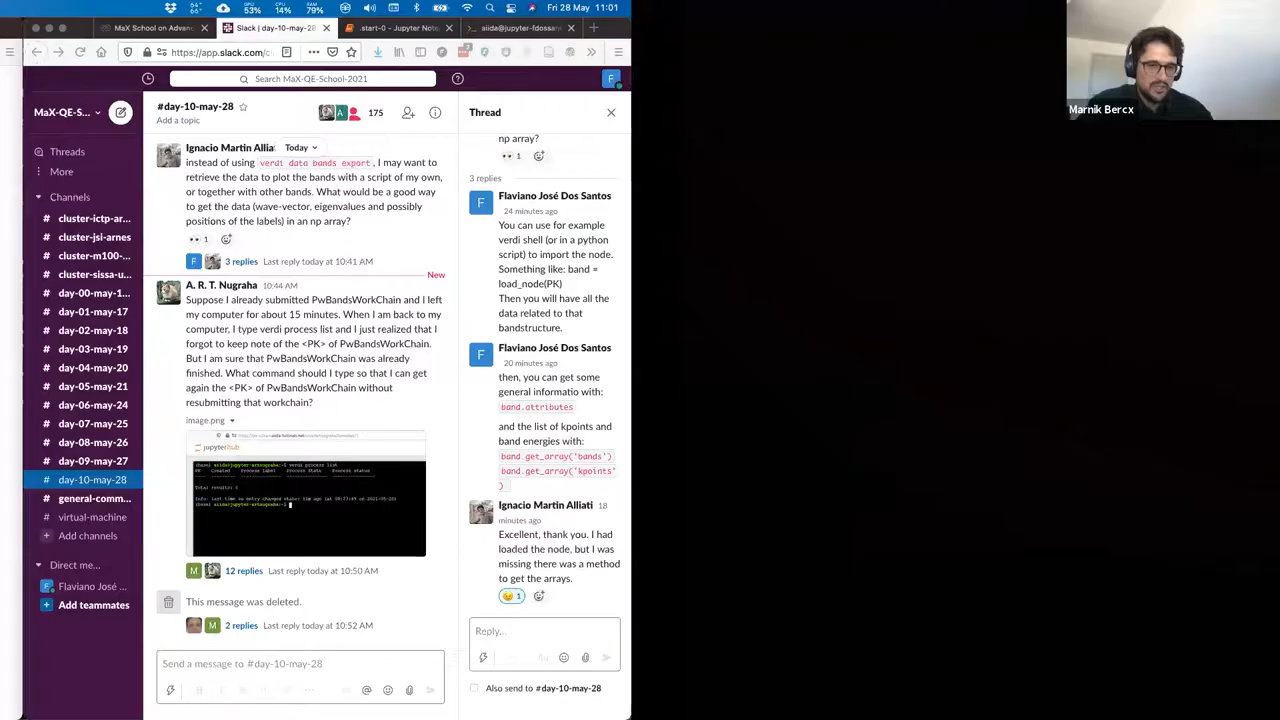 53% 14% 79% Fri 28 May 11:01
CPU RAM
MaX School on Advan
Slack | day-10-may-28
.start-0 - Jupyter Note
aiida@jupyter-fdossan
https://app.slack.com/c
Search MaX-QE-School-2021
F
MaX-QE-S...
Threads
More
Channels
# cluster-ictp-ar...
# cluster-jsi-arnes
# cluster-m100-...
# cluster-sissa-u...
# day-00-may-1...
# day-01-may-17
# day-02-may-18
# day-03-may-19
# day-04-may-20
# day-05-may-21
# day-06-may-24
# day-07-may-25
# day-08-may-26
# day-09-may-27
# day-10-may-28
# general-comm...
# virtual-machine
Add channels
Direct me...
Flaviano José ...
Add teammates
#day-10-may-28
Add a topic
175
Ignacio Martin Alliat
Today
instead of using verdi data bands export, I may want to
retrieve the data to plot the bands with a script of my own,
or together with other bands. What would be a good way
to get the data (wave-vector, eigenvalues and possibly
positions of the labels) in an np array?
1
F 3 replies Last reply today at 10:41 AM
New
A. R. T. Nugraha 10:44 AM
Suppose I already submitted PwBandsWorkChain and I left
my computer for about 15 minutes. When I am back to my
computer, I type verdi process list and I just realized that I
forgot to keep note of the <PK> of PwBandsWorkChain.
But I am sure that PwBandsWorkChain was already
finished. What command should I type so that I can get
again the <PK> of PwBandsWorkChain without
resubmitting that workchain?
image.png
jupyterhub
M 12 replies Last reply today at 10:50 AM
This message was deleted.
M 2 replies Last reply today at 10:52 AM
Send a message to #day-10-may-28
Thread
np array?
1
3 replies
Flaviano José Dos Santos
24 minutes ago
You can use for example
verdi shell (or in a python
script) to import the node.
Something like: band =
load_node(PK)
Then you will have all the
data related to that
bandstructure.
Flaviano José Dos Santos
20 minutes ago
then, you can get some
general informatio with:
band.attributes
and the list of kpoints and
band energies with:
band.get_array('bands')
band.get_array('kpoints'
)
Ignacio Martin Alliati 18
minutes ago
Excellent, thank you. I had
loaded the node, but I was
missing there was a method
to get the arrays.
1
Reply...
Also send to #day-10-may-28
Marnik Bercx